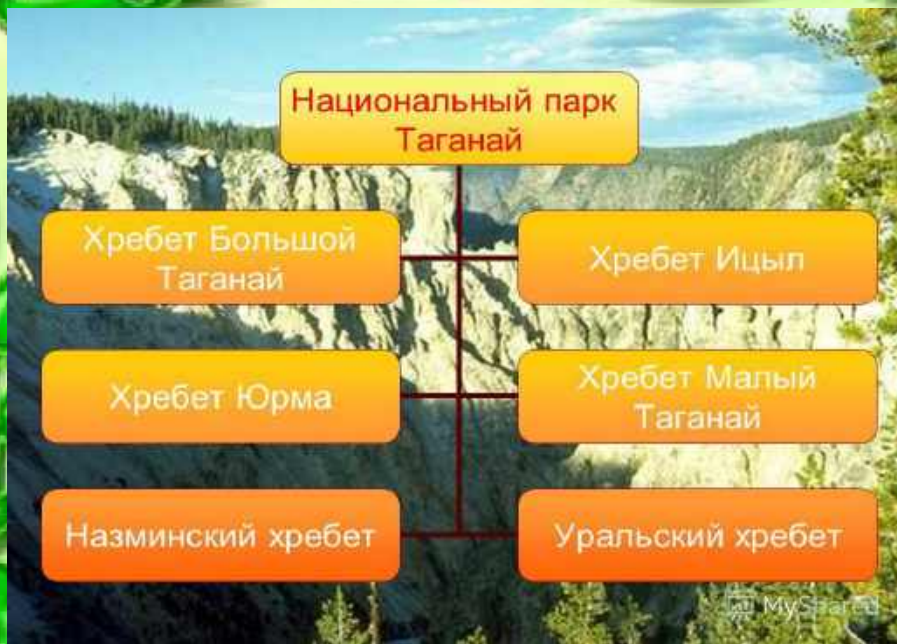 Национальный парк
Таганай
Хребет Большой
Таганай
Хребет Ицыл
Хребет Юрма
Хребет Малый
Таганай
Назминский хребет
Уральский хребет
MyShared